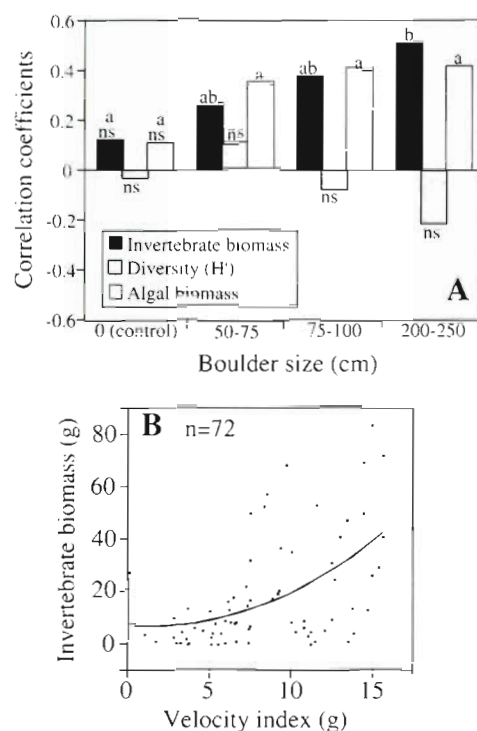 0.6
0.4
0.2
0
-0.2
-0.4
-0.6
Correlation coefficients
a
ns
ns
a
ns
ab
ns
a
ab
ns
a
b
ns
a
Invertebrate biomass
Diversity (H')
Algal biomass
A
0 (control) 50-75 75-100 200-250
Boulder size (cm)
B n=72
80
60
40
20
0
Invertebrate biomass (g)
0 5 10 15
Velocity index (g)